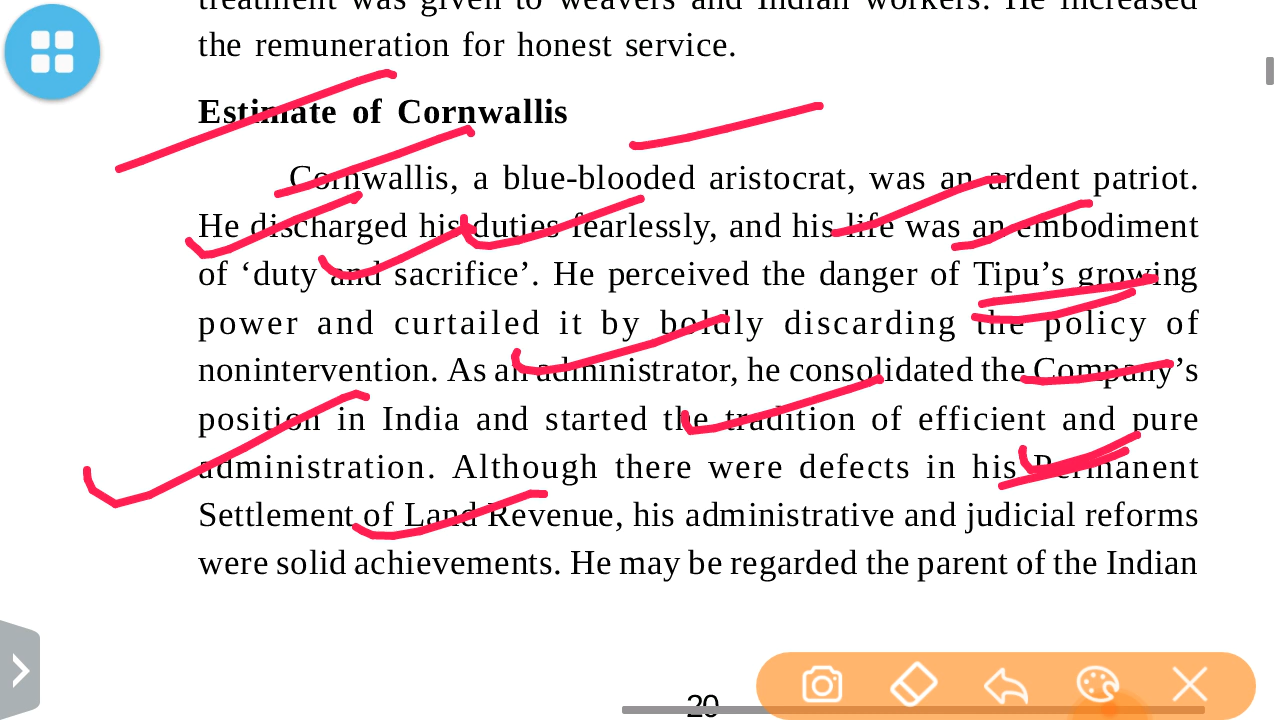 treatment was given to weavers and Indian workers. He increased
the remuneration for honest service.
Estimate of Cornwallis
Cornwallis, a blue-blooded aristocrat, was an ardent patriot.
He discharged his duties fearlessly, and his life was an embodiment
of ‘duty and sacrifice’. He perceived the danger of Tipu’s growing
power and curtailed it by boldly discarding the policy of
nonintervention. As an administrator, he consolidated the Company’s
position in India and started the tradition of efficient and pure
administration. Although there were defects in his Permanent
Settlement of Land Revenue, his administrative and judicial reforms
were solid achievements. He may be regarded the parent of the Indian
20